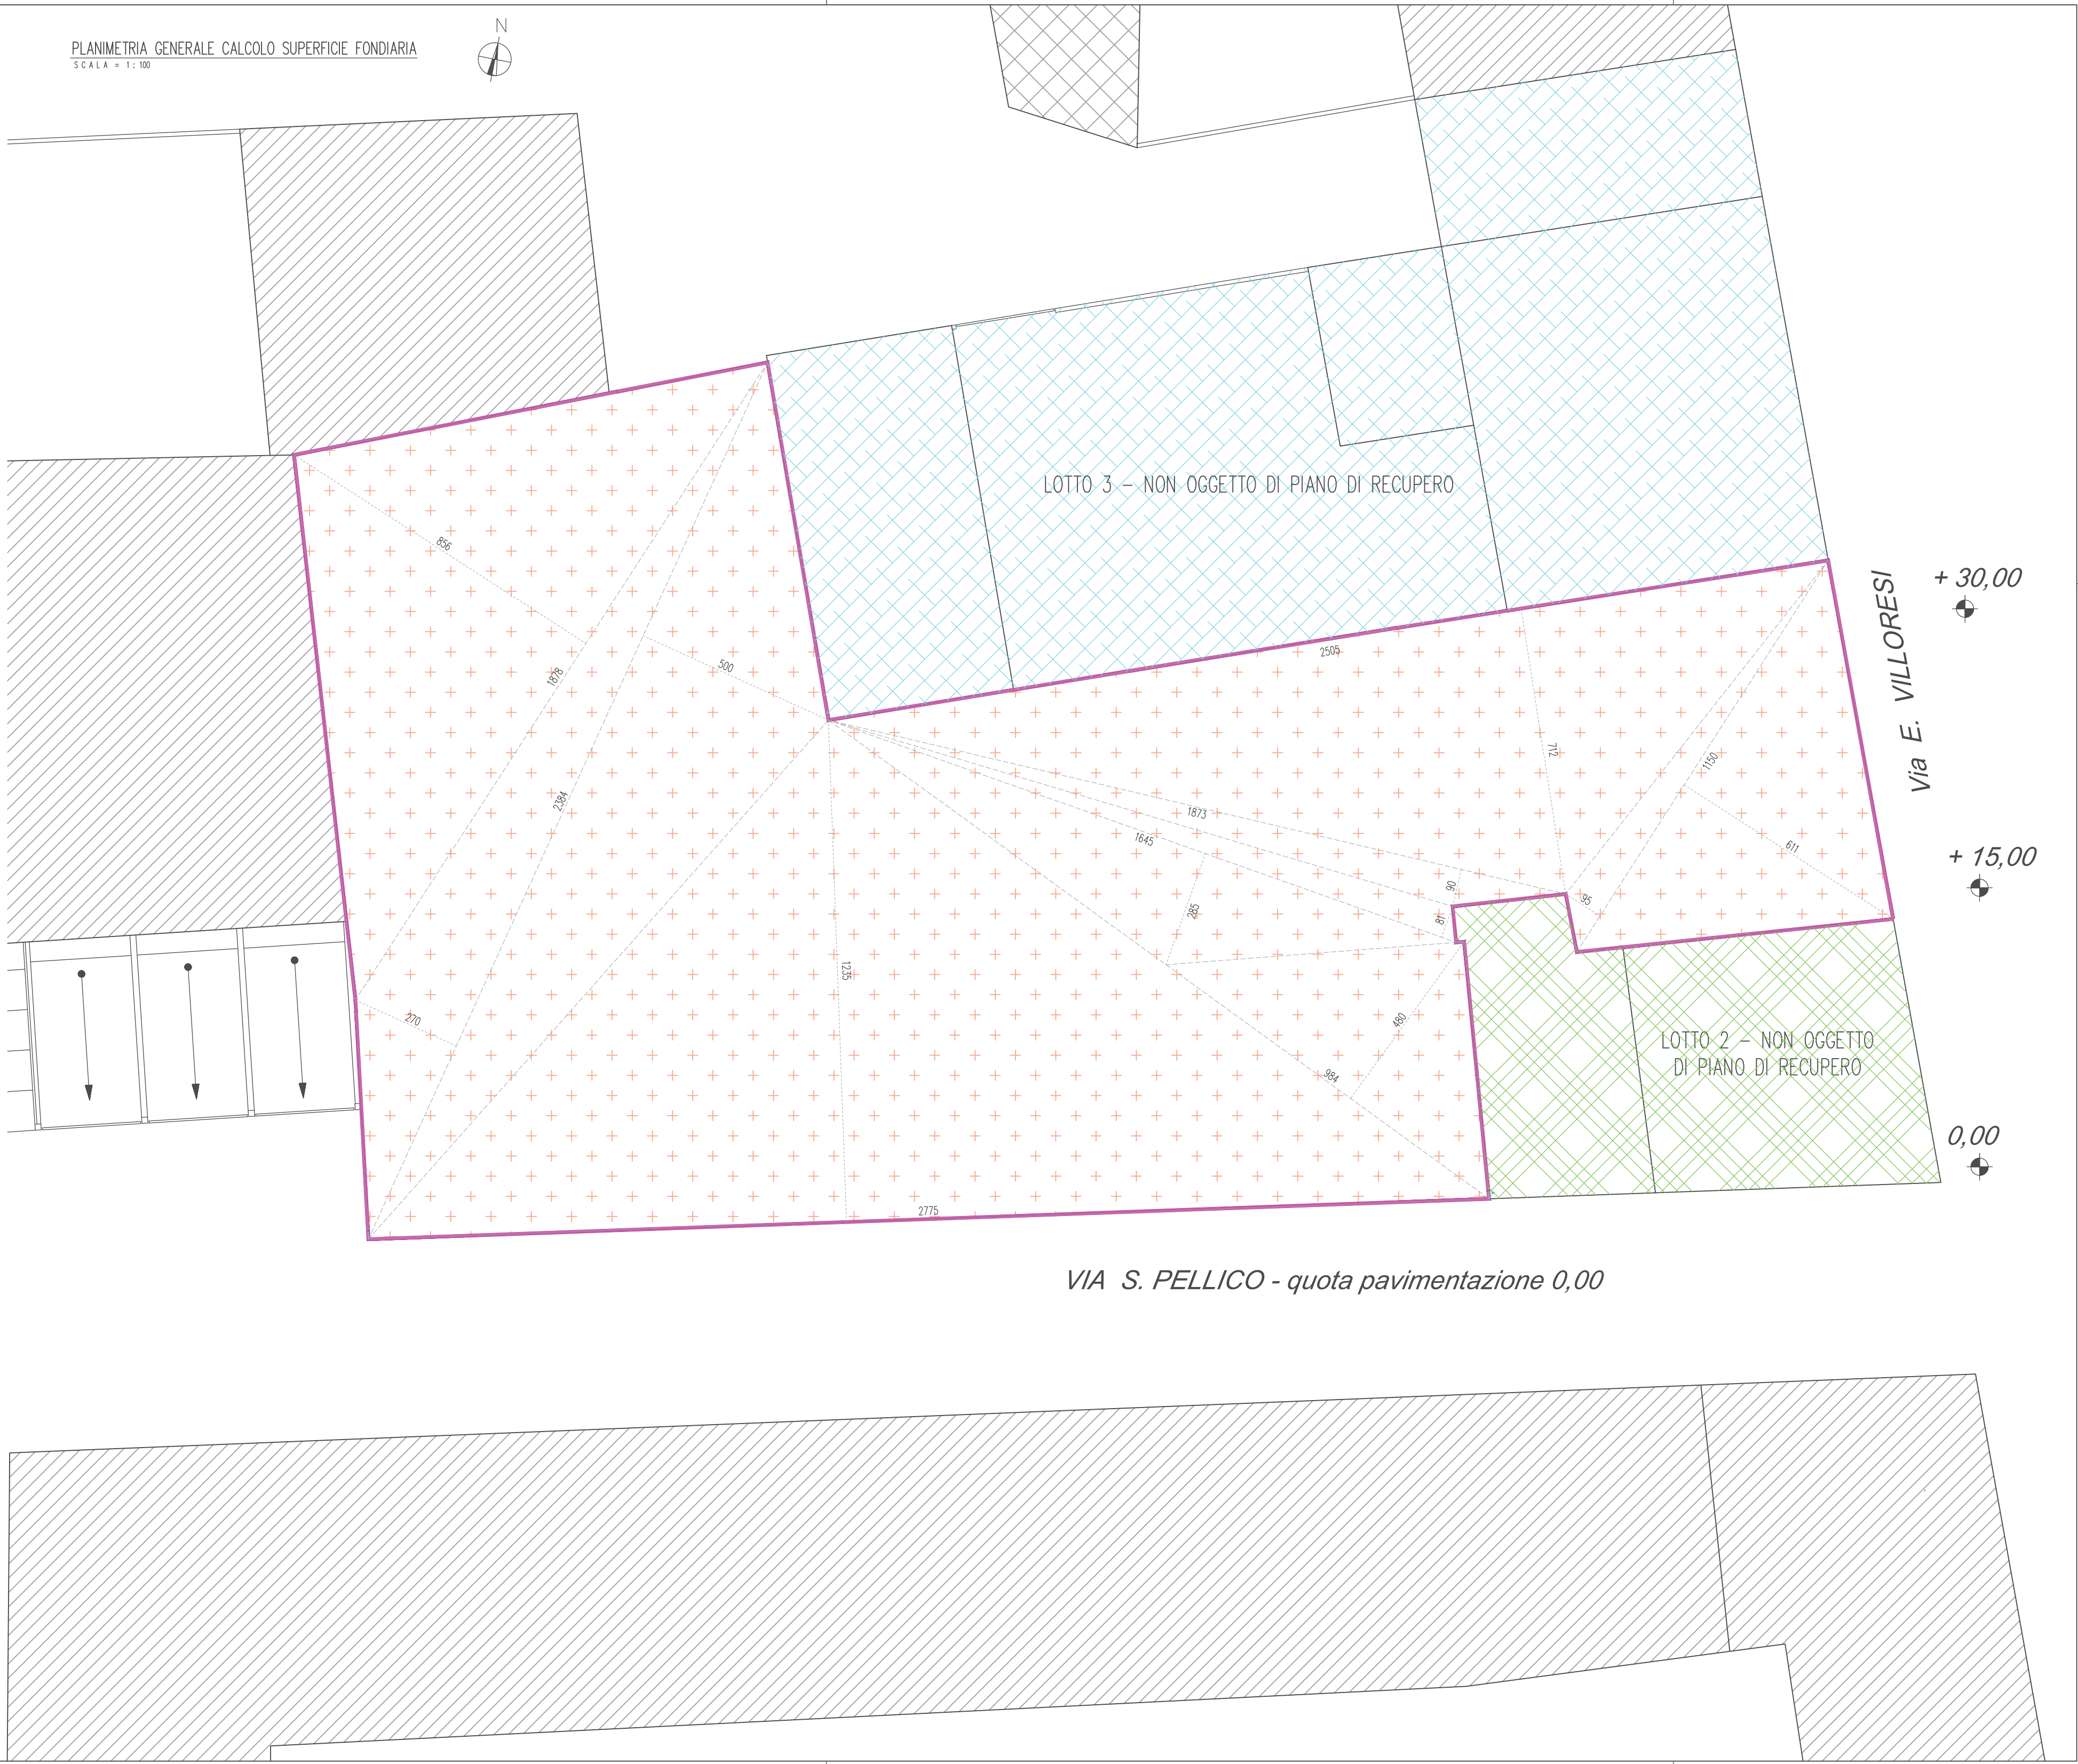 PLANIMETRIA GENERALE CALCOLO SUPERFICIE FONDIARIA
SCALA = 1:100
N
LOTTO 3 - NON OGGETTO DI PIANO DI RECUPERO
856
1878
500
2384
270
1235
2775
2505
712
1873
1645
285
90
81
95
1150
611
480
984
Via E. VILLORESI
+ 30,00
+ 15,00
0,00
LOTTO 2 - NON OGGETTO
DI PIANO DI RECUPERO
VIA S. PELLICO - quota pavimentazione 0,00